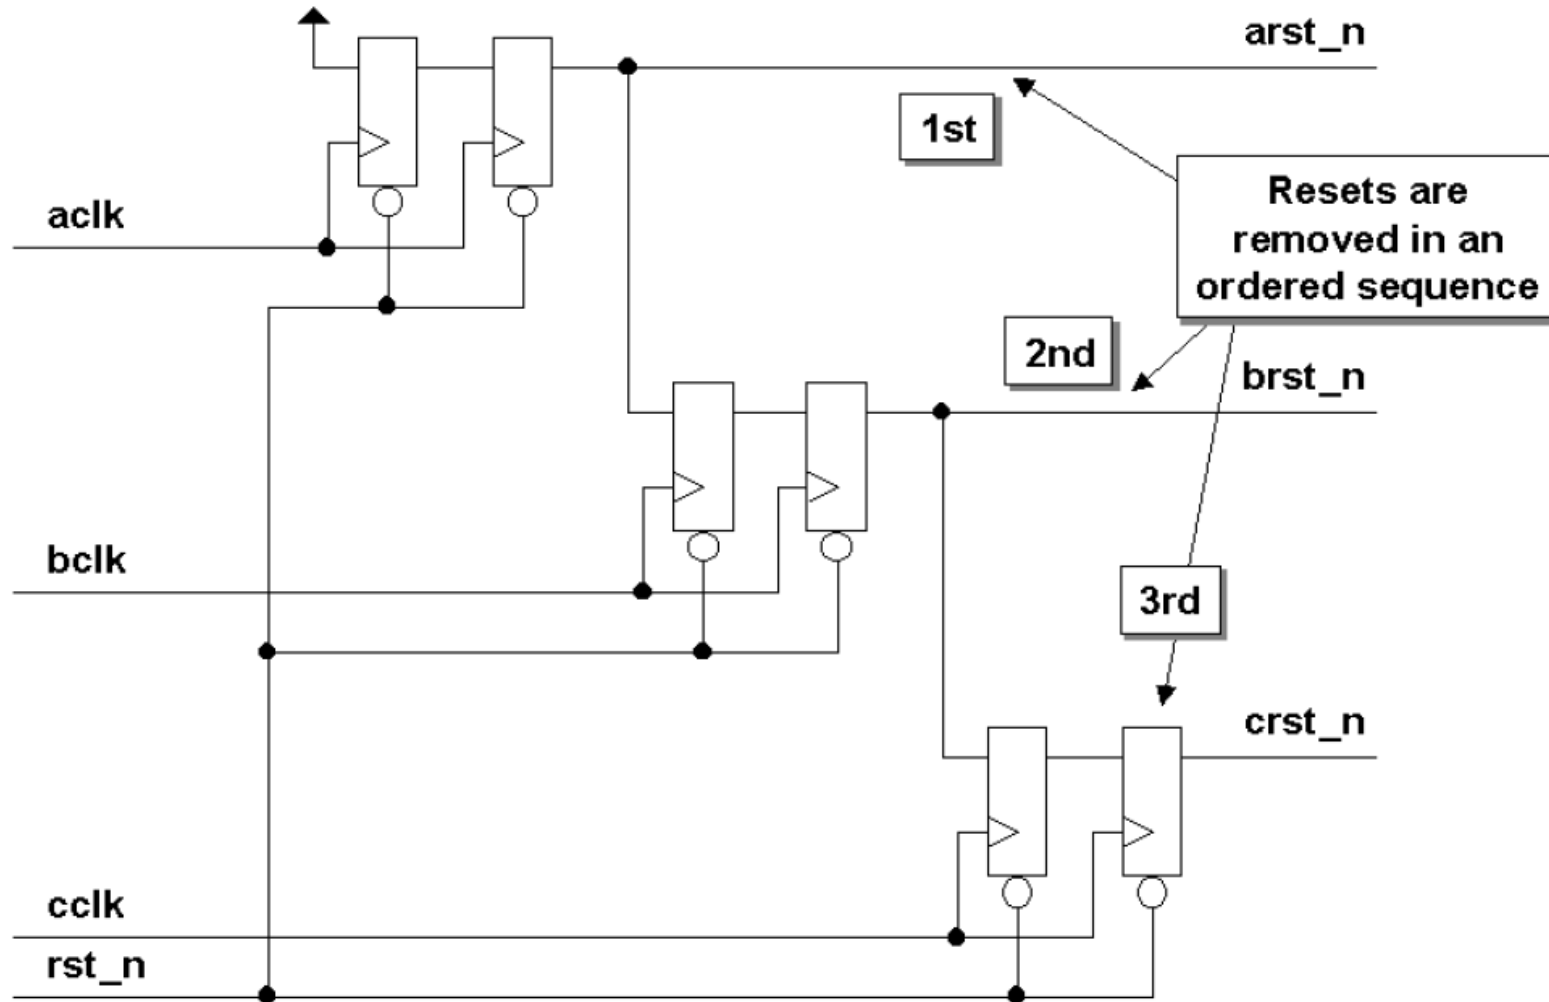 arst_n
1st
Resets are
removed in an
ordered sequence
aclk
2nd
brst_n
bclk
3rd
crst_n
cclk
rst_n